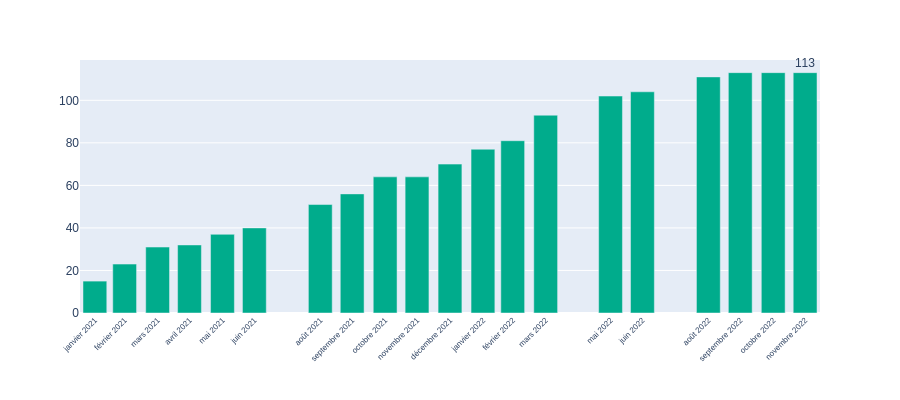 113
100
80
60
40
20
0
janvier 2021
février 2021
mars 2021
avril 2021
mai 2021
juin 2021
août 2021
septembre 2021
octobre 2021
novembre 2021
décembre 2021
janvier 2022
février 2022
mars 2022
mai 2022
juin 2022
août 2022
septembre 2022
octobre 2022
novembre 2022